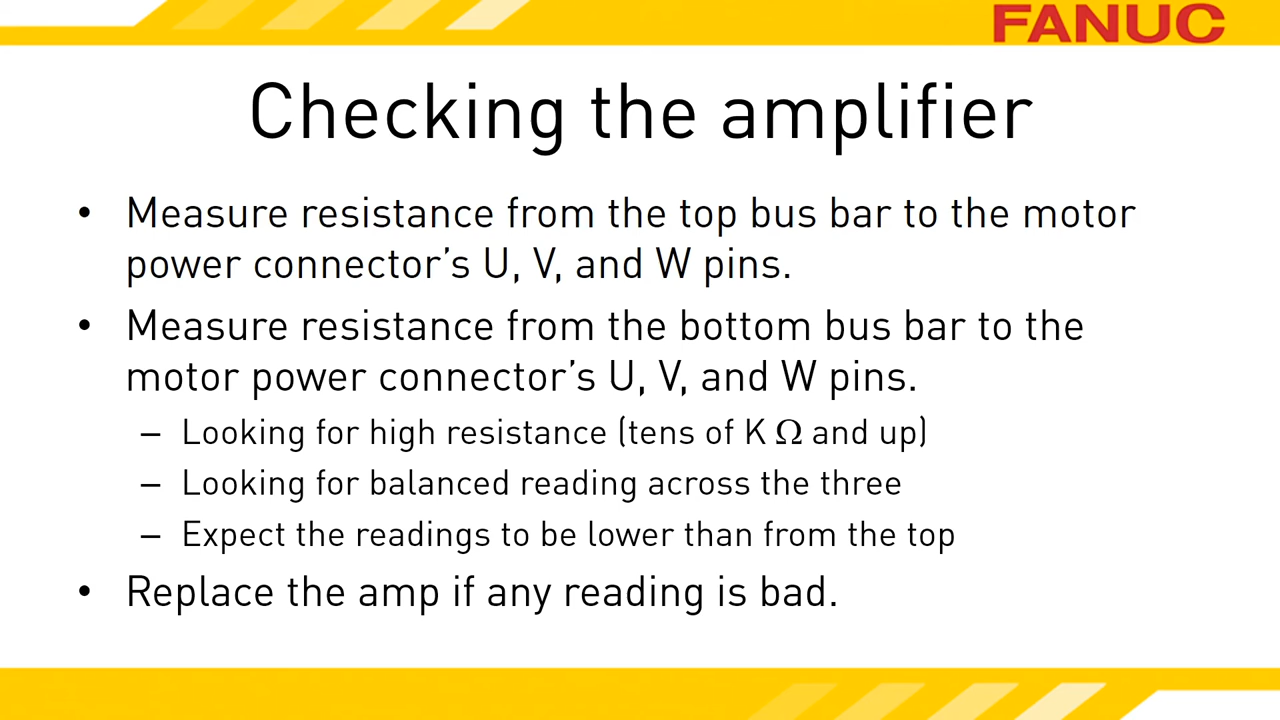 FANUC
Checking the amplifier
• Measure resistance from the top bus bar to the motor
power connector’s U, V, and W pins.
• Measure resistance from the bottom bus bar to the
motor power connector’s U, V, and W pins.
– Looking for high resistance (tens of K Ω and up)
– Looking for balanced reading across the three
– Expect the readings to be lower than from the top
• Replace the amp if any reading is bad.